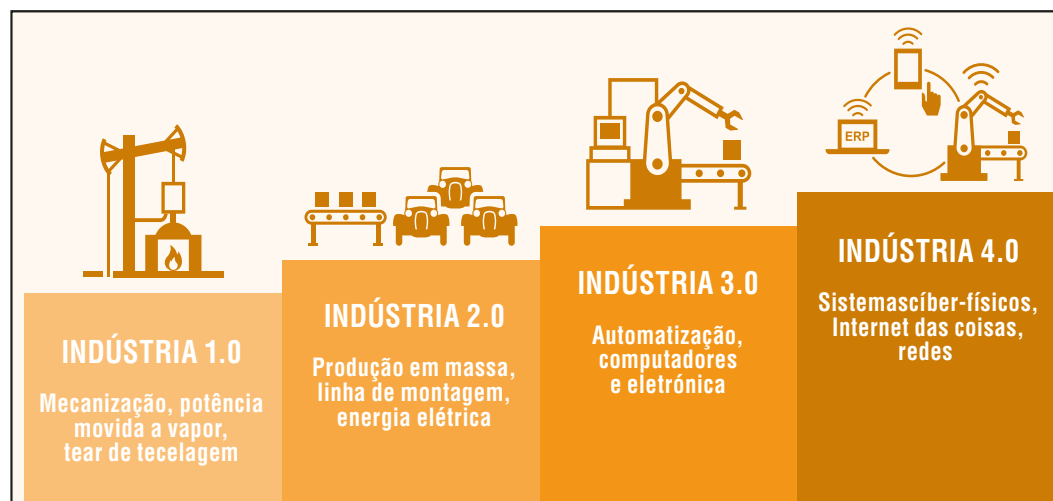 INDÚSTRIA 1.0
Mecanização, potência
movida a vapor,
tear de tecelagem
INDÚSTRIA 2.0
Produção em massa,
linha de montagem,
energia elétrica
INDÚSTRIA 3.0
Automatização,
computadores
e eletrónica
ERP
INDÚSTRIA 4.0
Sistemascíber-físicos,
Internet das coisas,
redes